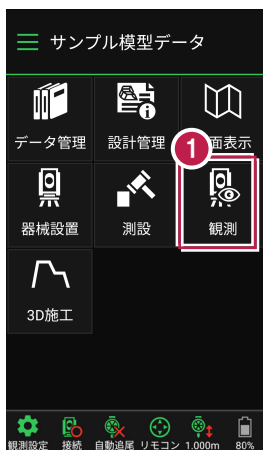 サンプル模型データ
データ管理 設計管理 面表示
1
器械設置 測設 観測
3D施工
観測設定 接続 自動追尾 リモコン 1.000m 80%